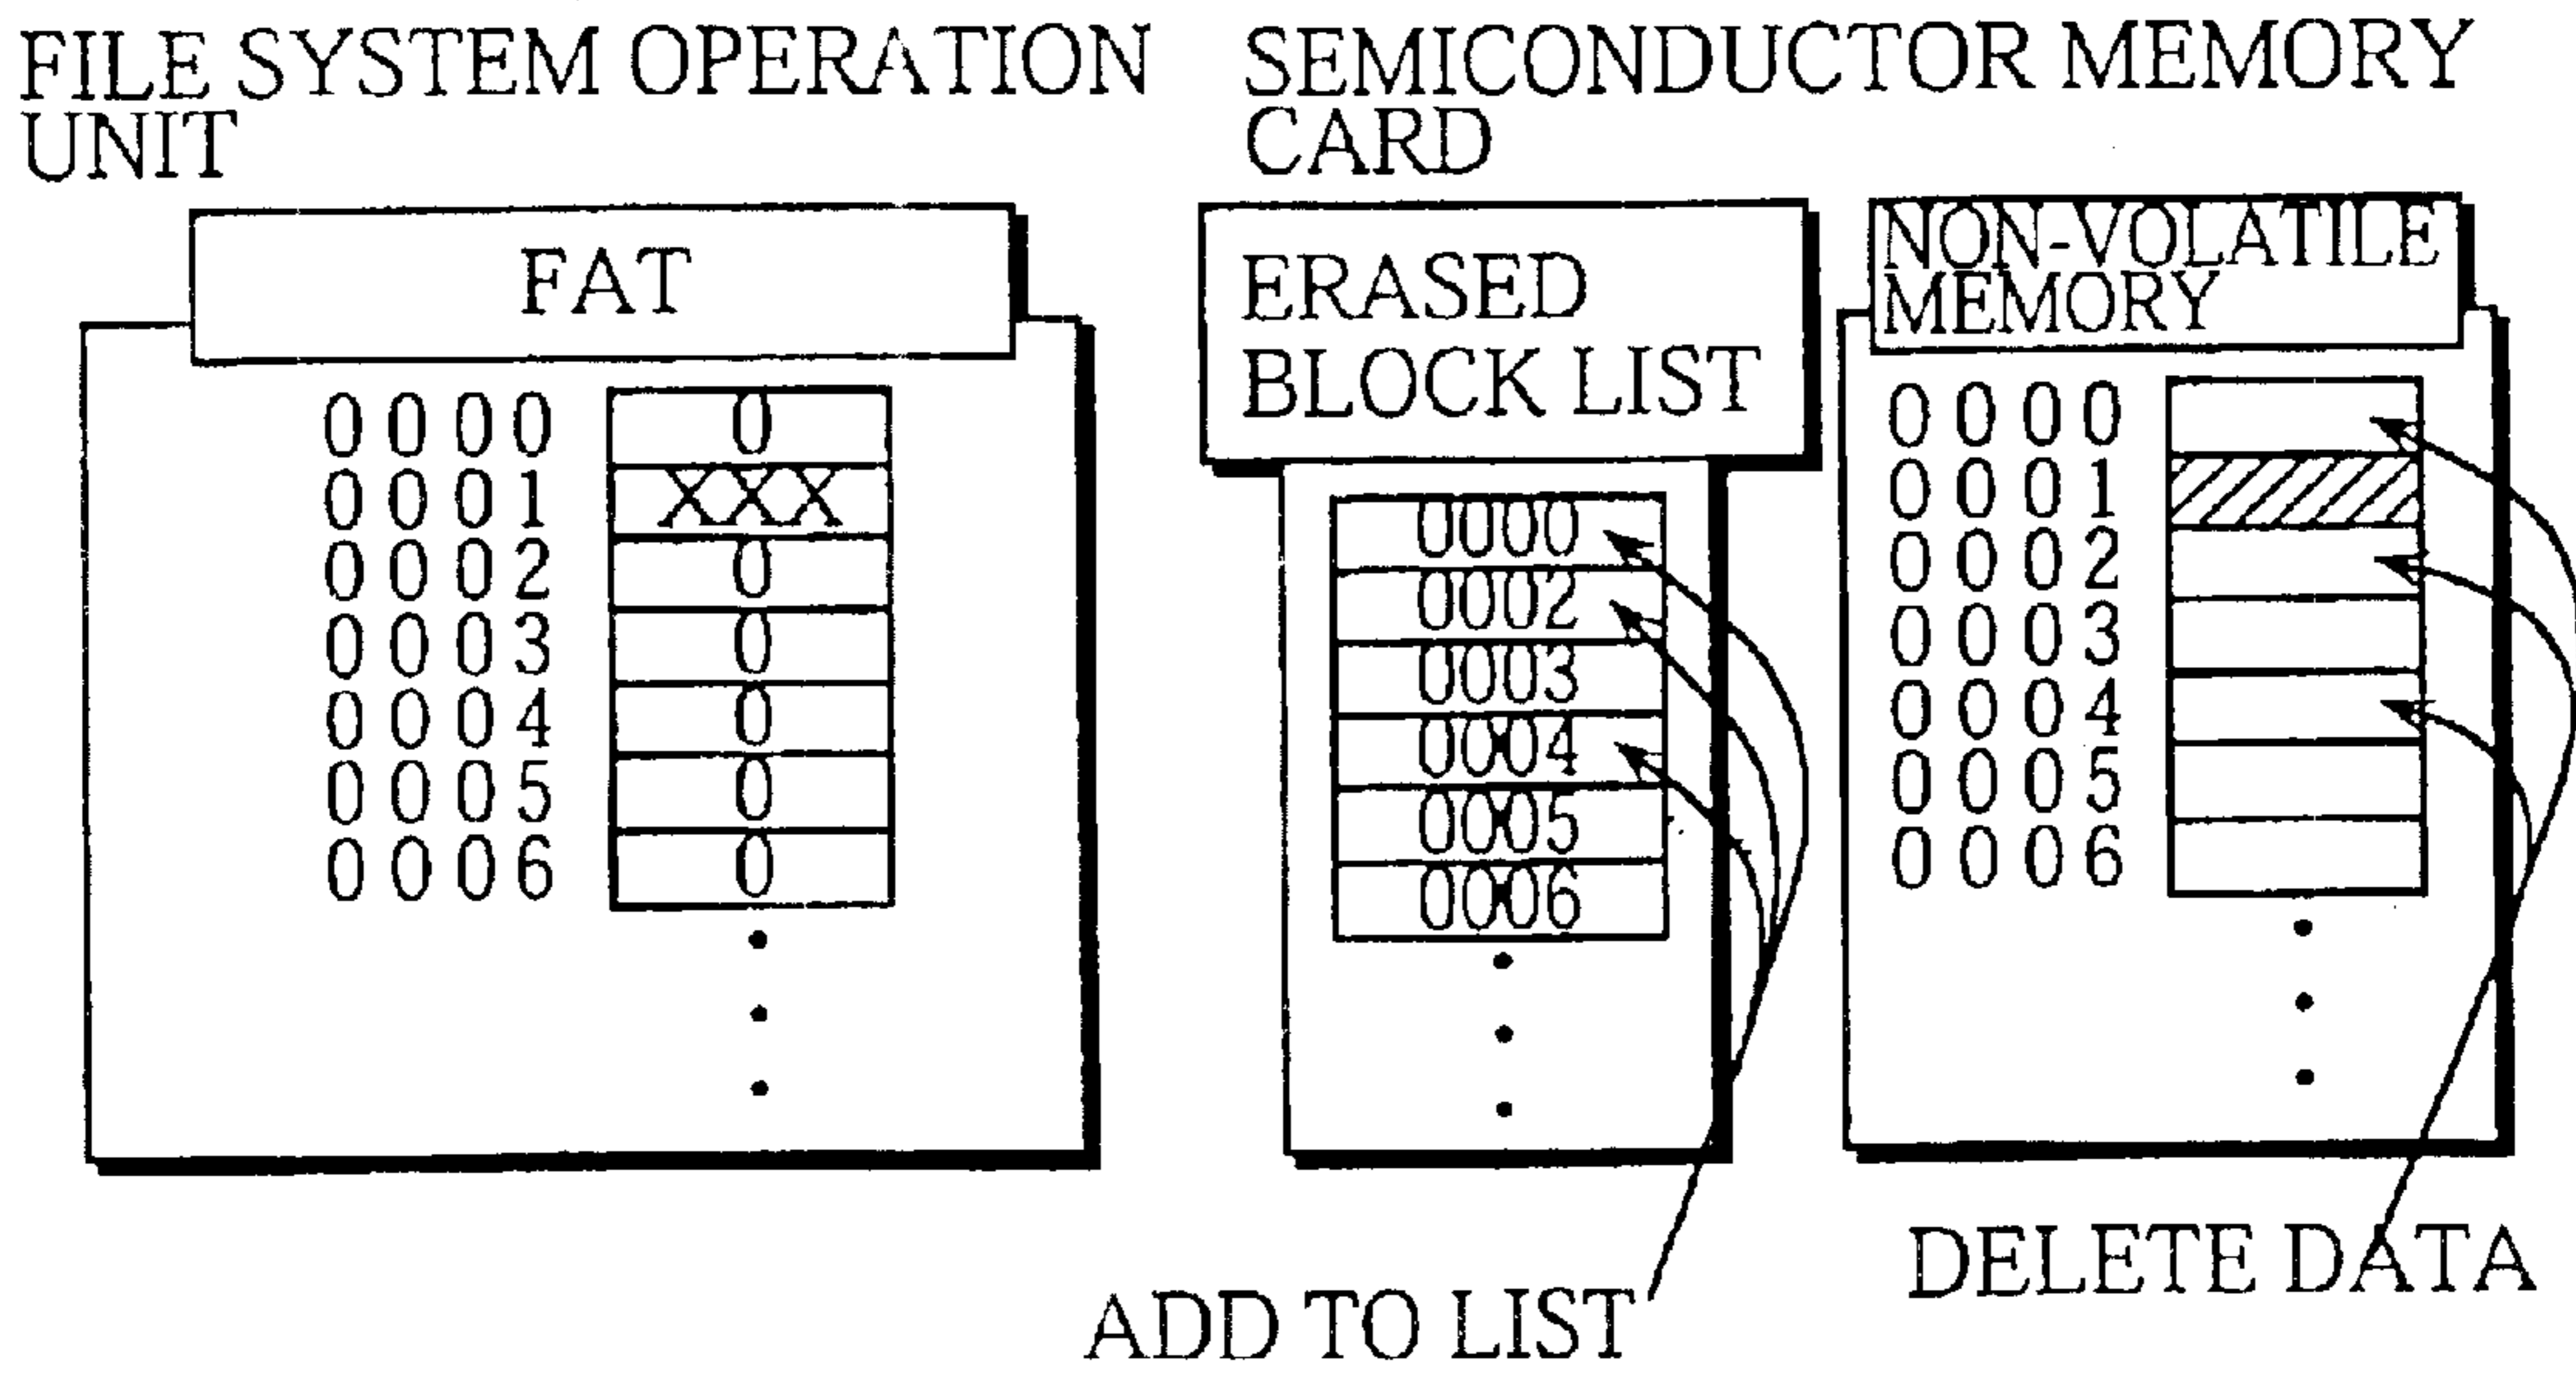 FILE SYSTEM OPERATION
UNIT
FAT
0000 0
0001 XXX
0002 0
0003 0
0004 0
0005 0
0006 0
SEMICONDUCTOR MEMORY
CARD
ERASED
BLOCK LIST
0000
0002
0003
0004
0005
0006
NON-VOLATILE
MEMORY
0000
0001
0002
0003
0004
0005
0006
ADD TO LIST
DELETE DATA